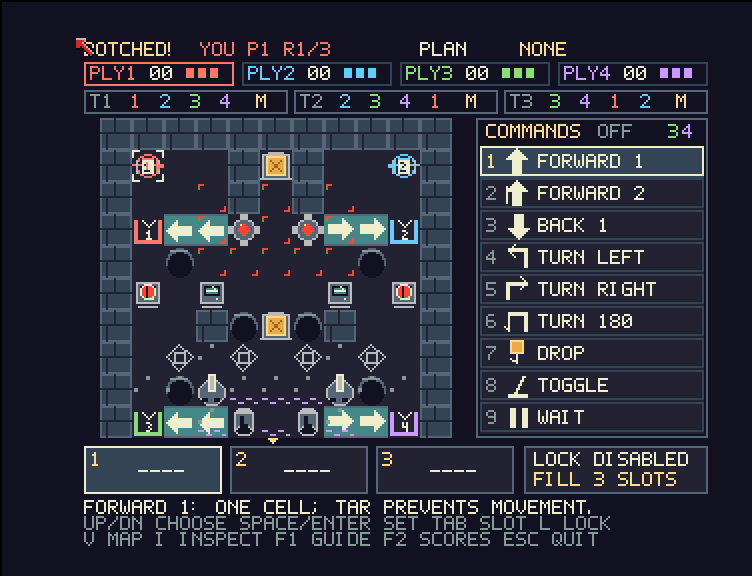 BOTCHED! YOU P1 R1/3 PLAN NONE
PLY1 00 PLY2 00 PLY3 00 PLY4 00
T1 1 2 3 4 M T2 2 3 4 1 M T3 3 4 1 2 M
COMMANDS OFF 34
1 FORWARD 1
2 FORWARD 2
3 BACK 1
4 TURN LEFT
5 TURN RIGHT
6 TURN 180
7 DROP
8 TOGGLE
9 WAIT
1 ---- 2 ---- 3 ----
LOCK DISABLED
FILL 3 SLOTS
FORWARD 1: ONE CELL; TAR PREVENTS MOVEMENT.
UP/DN CHOOSE SPACE/ENTER SET TAB SLOT L LOCK
V MAP I INSPECT F1 GUIDE F2 SCORES ESC QUIT